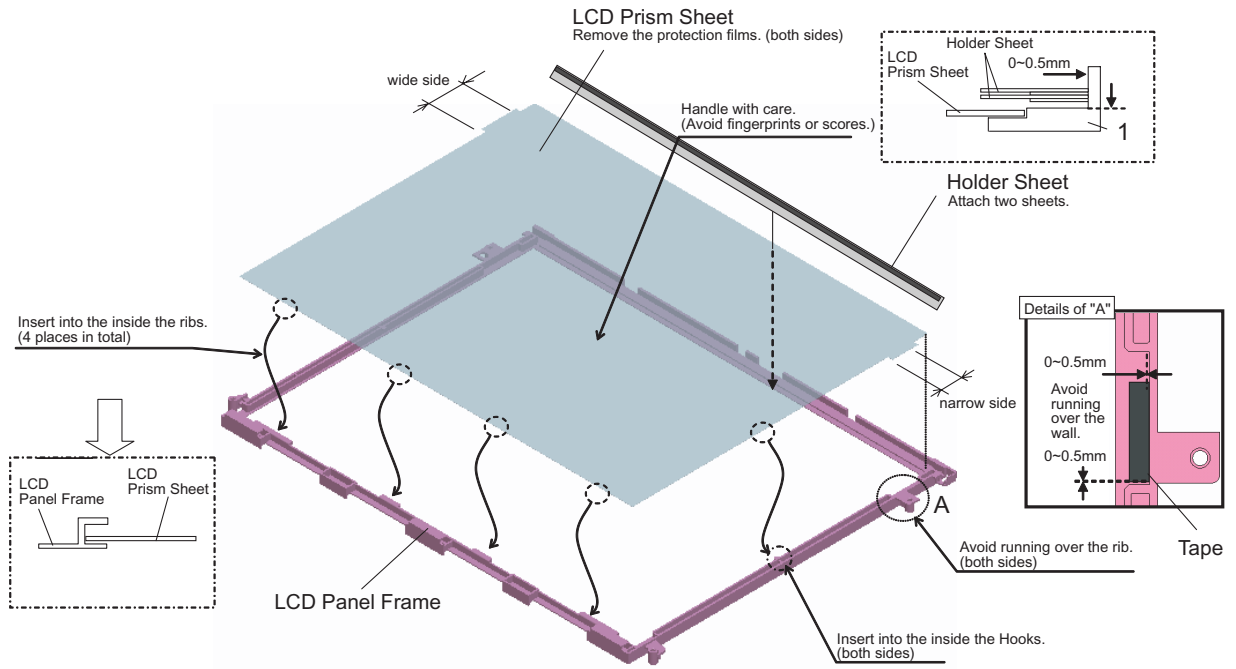 LCD Prism Sheet
Remove the protection films. (both sides)
wide side
Handle with care.
(Avoid fingerprints or scores.)
Holder Sheet
0~0.5mm
LCD
Prism Sheet
1
Holder Sheet
Attach two sheets.
Insert into the inside the ribs.
(4 places in total)
Details of "A"
0~0.5mm
Avoid
running
over the
wall.
0~0.5mm
Tape
narrow side
LCD
Panel Frame
LCD
Prism Sheet
A
Avoid running over the rib.
(both sides)
LCD Panel Frame
Insert into the inside the Hooks.
(both sides)